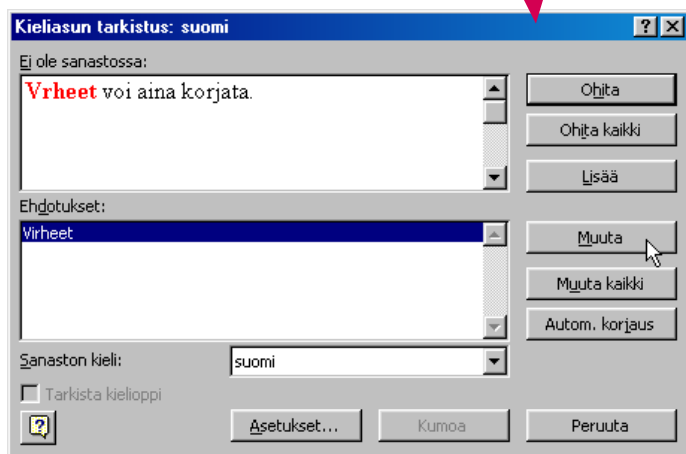 Kieliasun tarkistus: suomi
Ei ole sanastossa:
Vrheet voi aina korjata.
Ohita
Ohita kaikki
Lisää
Ehdotukset:
Virheet
Muuta
Muuta kaikki
Autom. korjaus
Sanaston kieli:
suomi
Tarkista kielioppi
Asetukset...
Kumoa
Peruuta